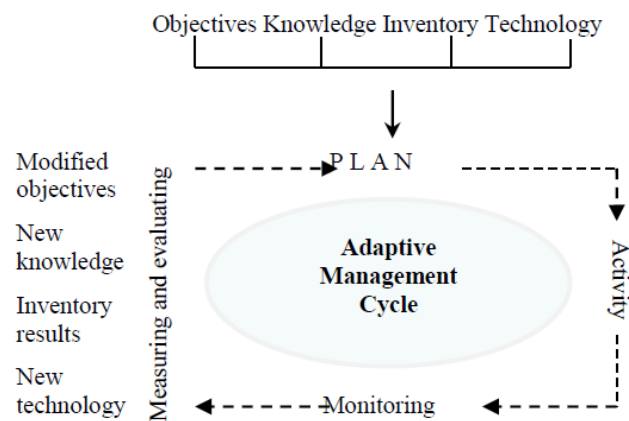 Objectives Knowledge Inventory Technology
P L A N
Modified
objectives
New
knowledge
Inventory
results
New
technology
Measuring and evaluating
Adaptive
Management
Cycle
Activity
Monitoring